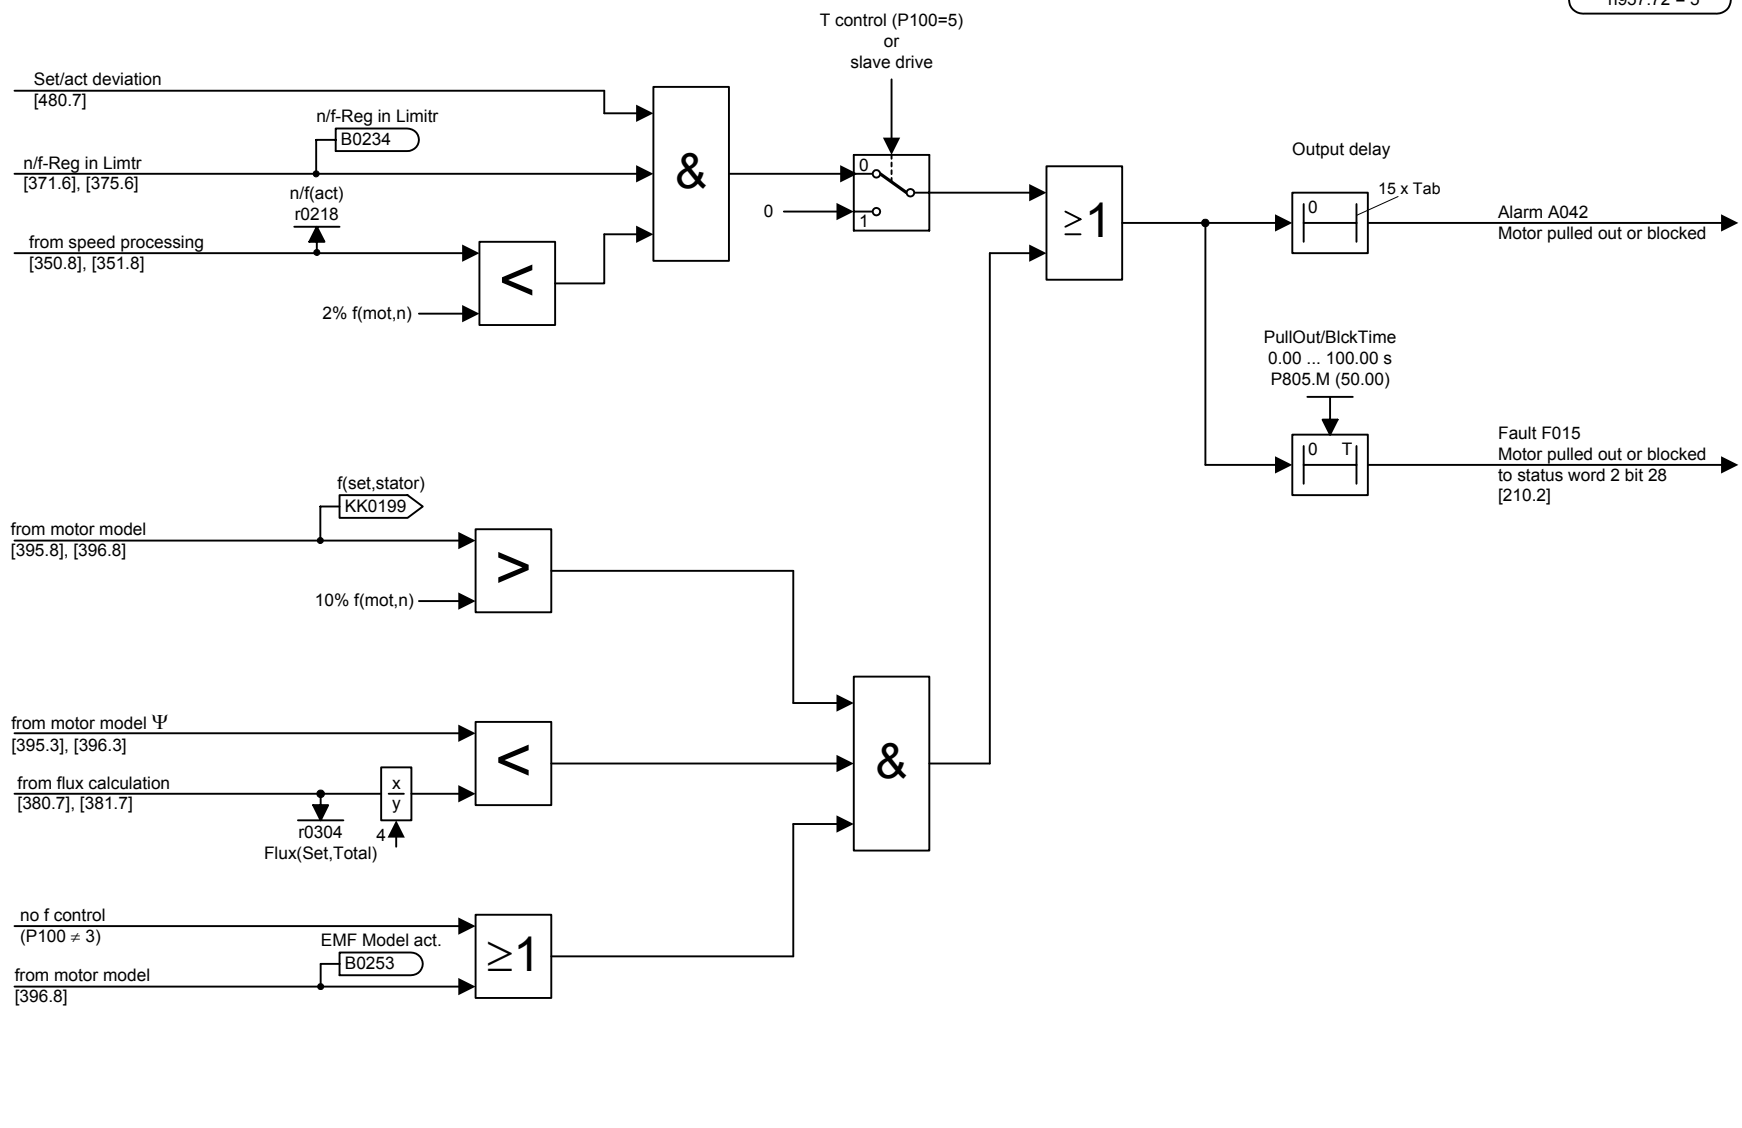 n957.72 = 5
T control (P100=5)
or
slave drive
Set/act deviation
[480.7]
n/f-Reg in Limitr
B0234
n/f-Reg in Limtr
[371.6], [375.6]
n/f(act)
r0218
from speed processing
[350.8], [351.8]
<
2% f(mot,n)
&
0
0
1
≥1
Output delay
15 x Tab
0
Alarm A042
Motor pulled out or blocked
PullOut/BlckTime
0.00 ... 100.00 s
P805.M (50.00)
0 T
Fault F015
Motor pulled out or blocked
to status word 2 bit 28
[210.2]
f(set,stator)
KK0199
from motor model
[395.8], [396.8]
>
10% f(mot,n)
from motor model Ψ
[395.3], [396.3]
<
from flux calculation
[380.7], [381.7]
x
y
4
r0304
Flux(Set,Total)
&
no f control
(P100 ≠ 3)
EMF Model act.
B0253
from motor model
[396.8]
≥1